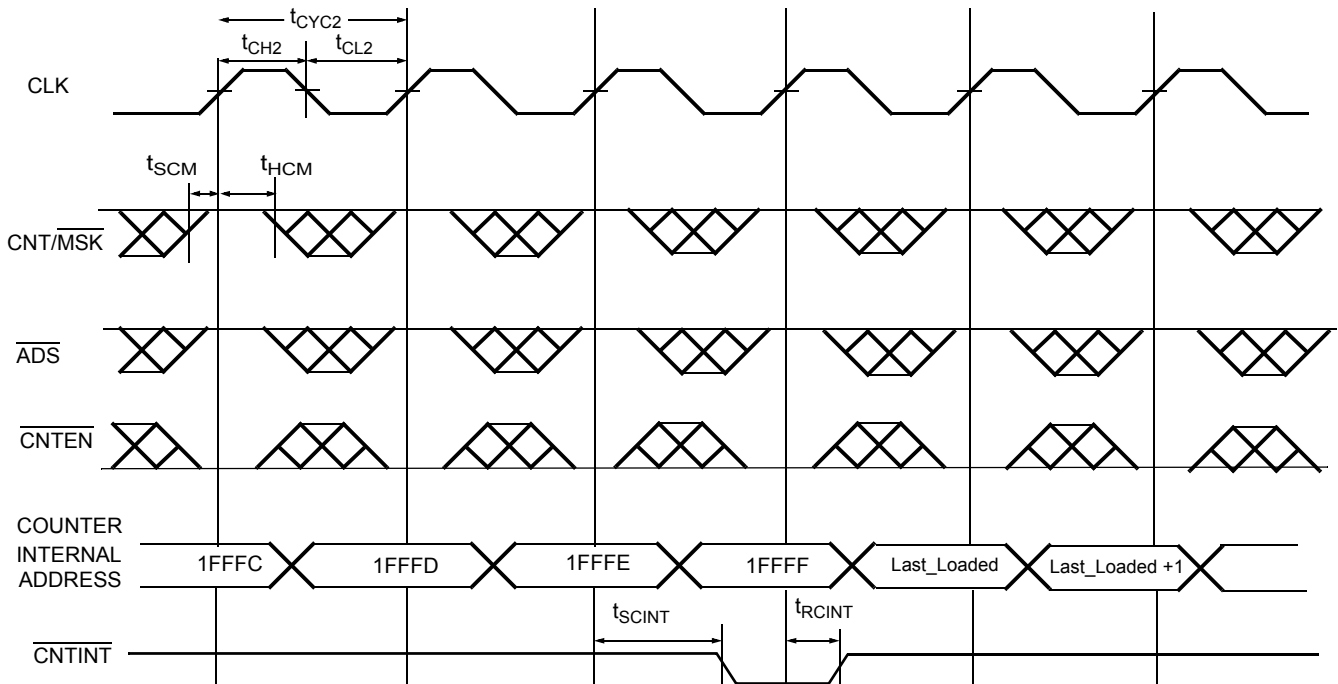 tCYC2
tCH2
tCL2
CLK
tSCM
tHCM
CNT/MSK
ADS
CNTEN
COUNTER
INTERNAL
ADDRESS
1FFFC
1FFFD
1FFFE
1FFFF
Last_Loaded
Last_Loaded +1
tSCINT
tRCINT
CNTINT